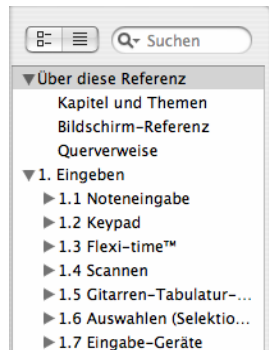 Suchen
Über diese Referenz
Kapitel und Themen
Bildschirm-Referenz
Querverweise
1. Eingeben
1.1 Noteneingabe
1.2 Keypad
1.3 Flexi-time™
1.4 Scannen
1.5 Gitarren-Tabulatur-...
1.6 Auswahlen (Selektio...
1.7 Eingabe-Geräte